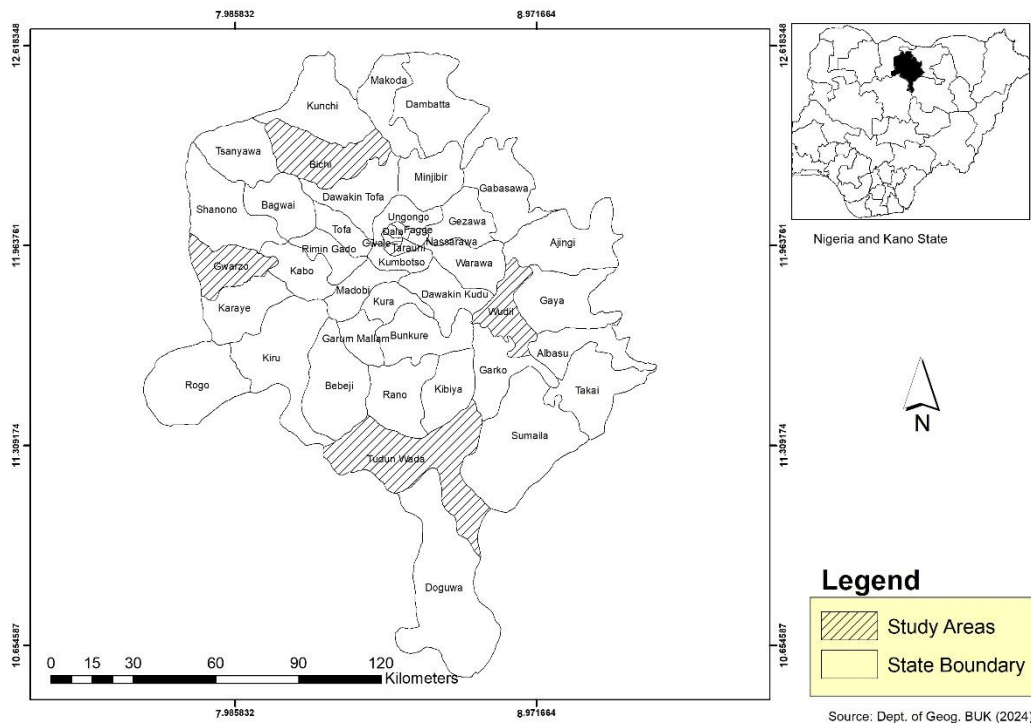 7.985832
8.971664
12.618348
12.618348
Makoda
Kunchi
Dambatta
Tsanyawa
Bichi
Minjibir
Gabasawa
Dawakin Tofa
Shanono
Bagwai
Ungongo
Gezawa
Tofa
Dala
Fagge
Nassarawa
Ajingi
Nigeria and Kano State
11.963761
11.963761
Rimin Gado
Gwale
Tarauni
Gwarzo
Kabo
Kumbotso
Warawa
Madobi
Kura
Dawakin Kudu
Gaya
Karaye
Wudil
Garum Mallam
Bunkure
Kiru
Albasu
Garko
Rogo
Bebeji
Rano
Kibiya
Takai
N
Sumaila
11.309174
11.309174
Tudun Wada
Doguwa
Legend
Study Areas
State Boundary
10.654587
10.654587
0 15 30 60 90 120
Kilometers
7.985832
8.971664
Source: Dept. of Geog. BUK (2024)